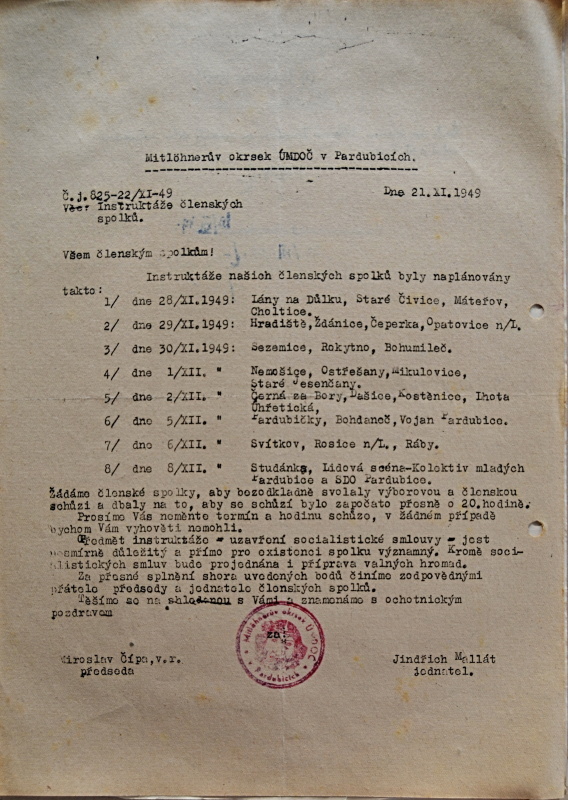 Mitlöhnerův okrsek ÚMDOČ v Pardubicích.
Č.j.825-22/XI-49
Dne 21.XI.1949
Věc: Instruktáže členských
spolků.
Všem členským spolkům!
Instruktáže našich členských spolků byly naplánovány
takto:
1/ dne 28/XI.1949: Lány na Důlku, Staré Čívice, Máteřov,
Choltice.
2/ dne 29/XI.1949: Hradiště,Ždánice,Čeperka,Opatovice n/L.
3/ dne 30/XI.1949: Sezemice, Rokytno, Bohumileč.
4/ dne 1/XII. " Nemošice, Ostřešany,Mikulovice,
Staré Jesenčany.
5/ dne 2/XII. " Černá za Bory,Dašice,Kostěnice, Lhota
Úhřetická,
6/ dne 5/XII. " Pardubičky, Bohdaneč,Vojan Pardubice.
7/ dne 6/XII. " Svítkov, Rosice n/L., Ráby.
8/ dne 8/XII. " Studánka, Lidová scéna-Kolektiv mladých
Pardubice a SDO Pardubice.
Žádáme členské spolky, aby bezodkladně svolaly výborovou a členskou
schůzi a dbaly na to, aby se schůzí bylo započato přesně o 20.hodině.
Prosíme Vás neměnte termín a hodinu schůze, v žádném případě
bychom Vám vyhověti nemohli.
Předmět instruktáže - uzavření socialistické smlouvy - jest
nesmírně důležitý a přímo pro existenci spolku významný. Kromě soci-
alistických smluv bude projednána i příprava valných hromad.
Za přesné splnění shora uvedených bodů činíme zodpovědnými
přátele předsedy a jednatele členských spolků.
Těšíme se na shledanou s Vámi a znamenáme s ochotnickým
pozdravem
za:
Mitlöhnerův okrsek ÚMDOČ
v Pardubicích
Miroslav Čípa,v.r.
předseda
Jindřich Mallát
jednatel.